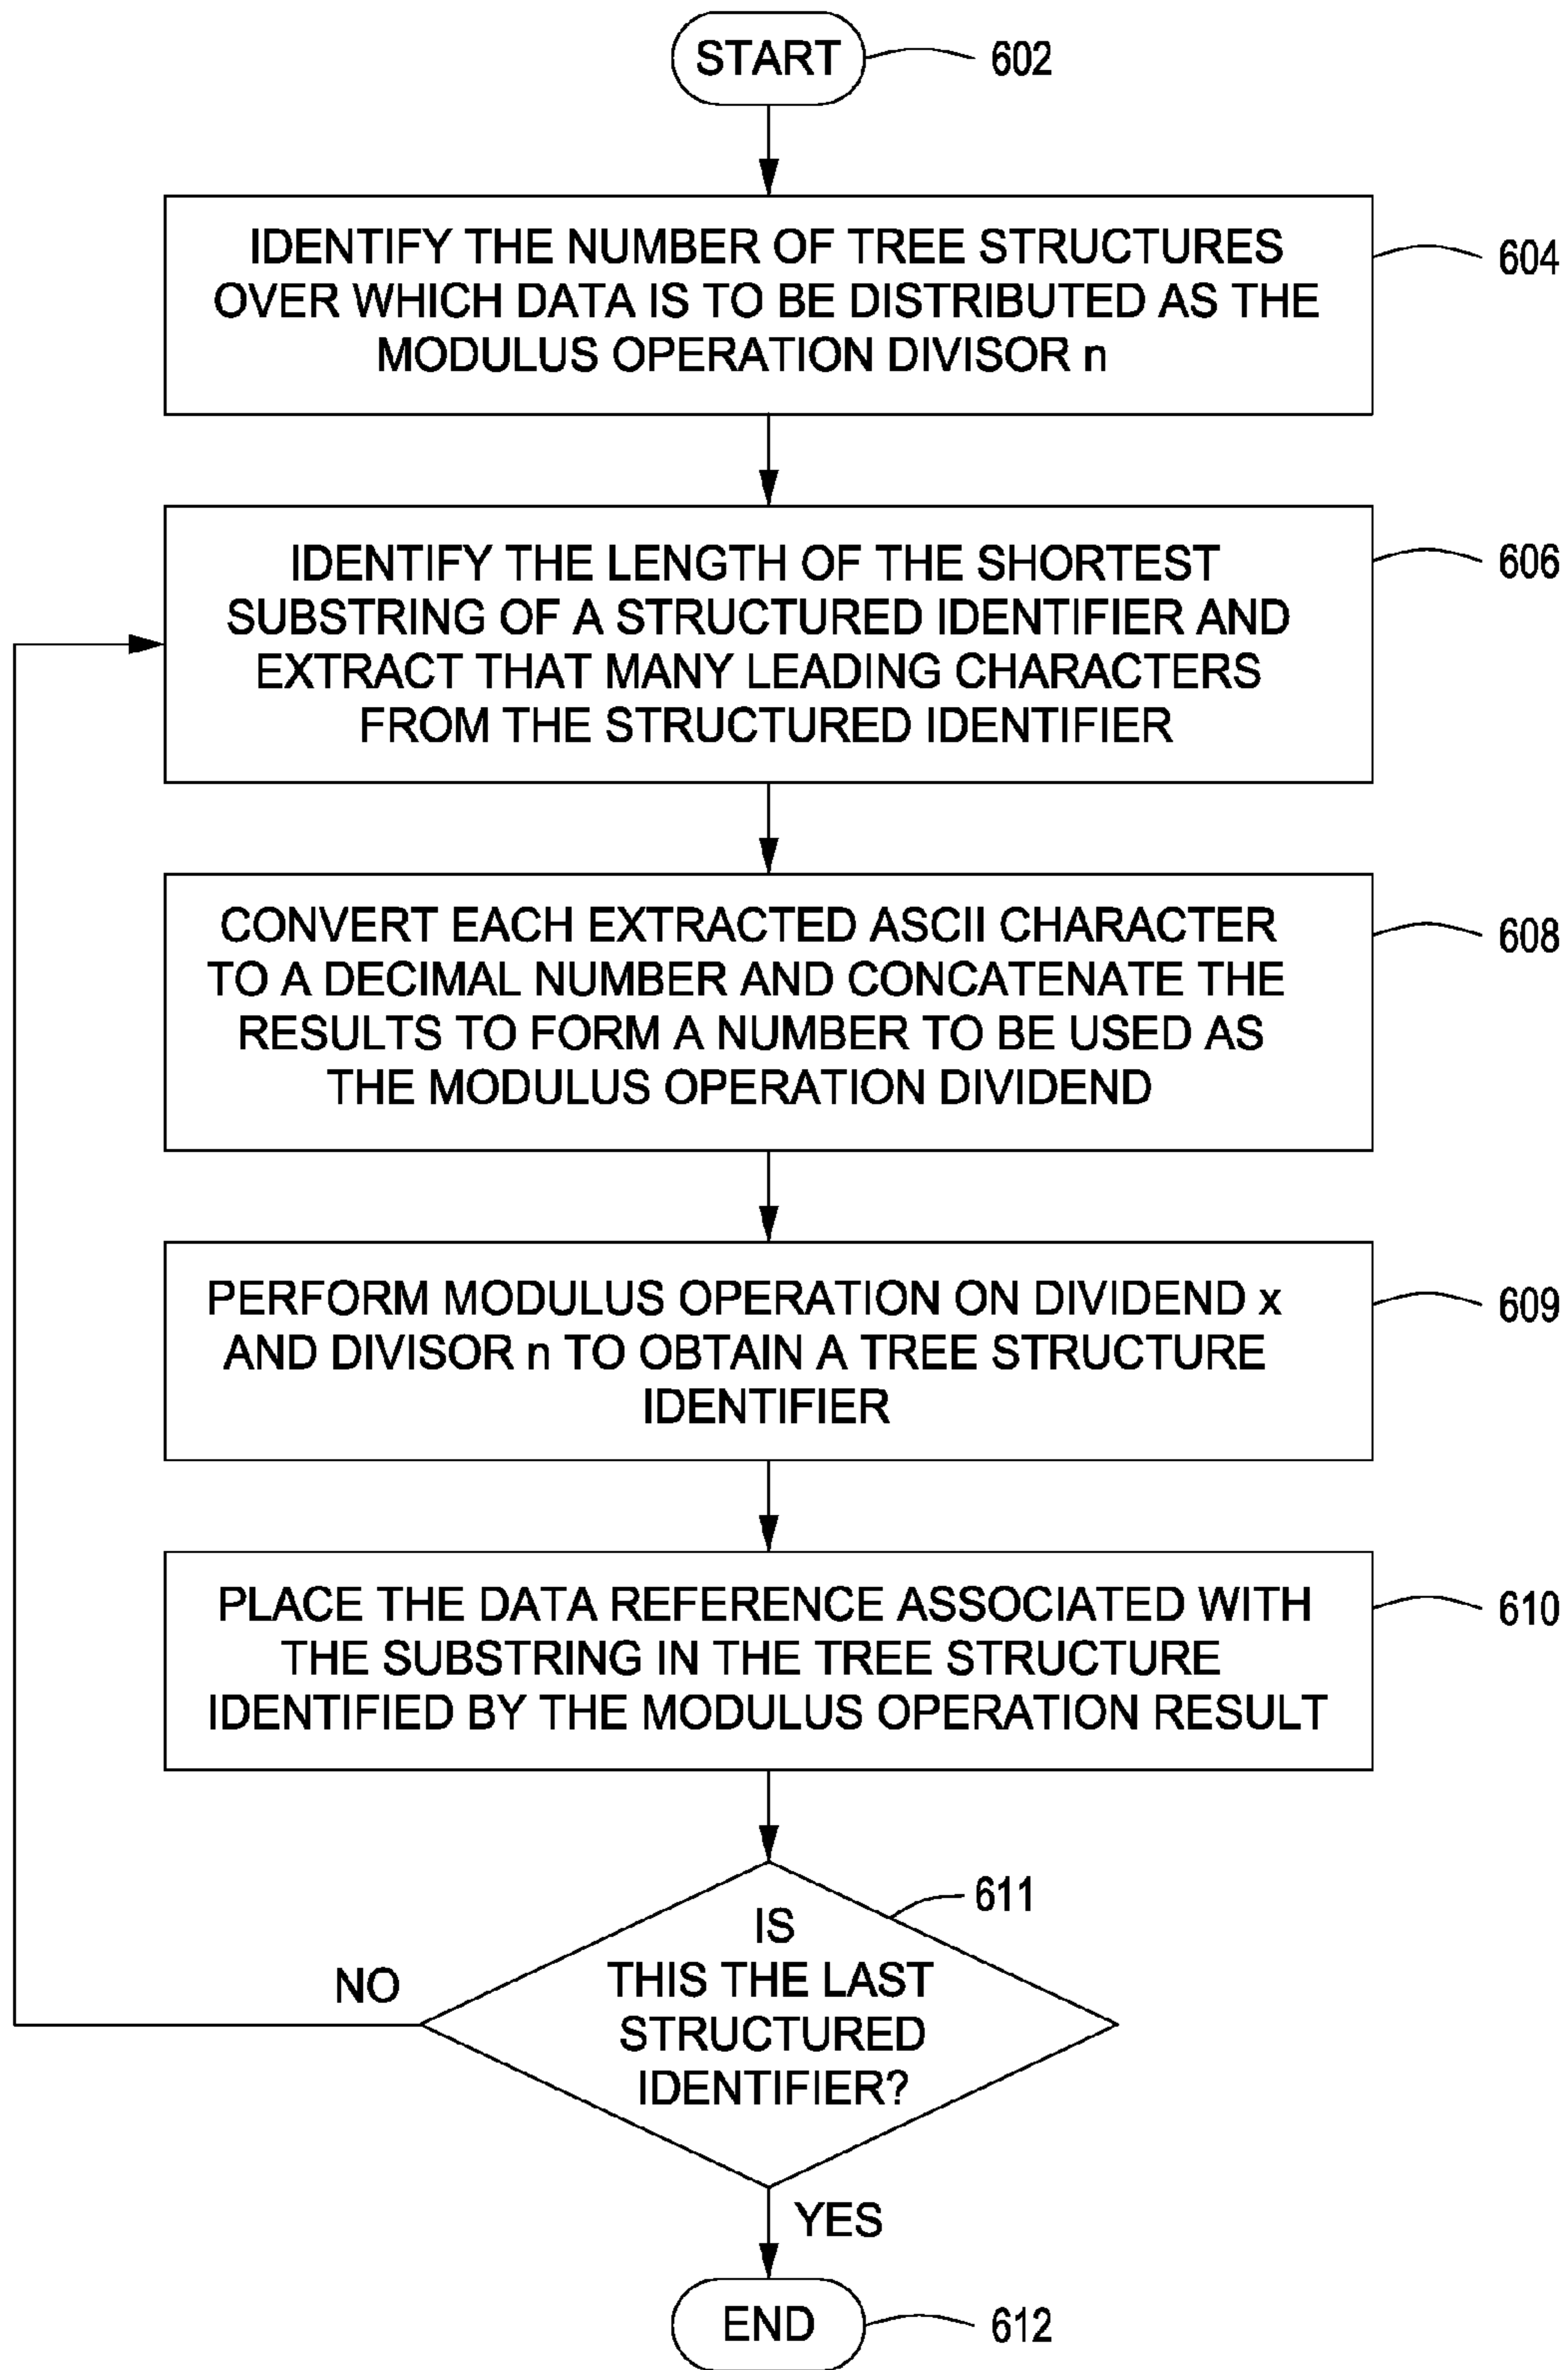 START
602
IDENTIFY THE NUMBER OF TREE STRUCTURES
OVER WHICH DATA IS TO BE DISTRIBUTED AS THE
MODULUS OPERATION DIVISOR n
604
IDENTIFY THE LENGTH OF THE SHORTEST
SUBSTRING OF A STRUCTURED IDENTIFIER AND
EXTRACT THAT MANY LEADING CHARACTERS
FROM THE STRUCTURED IDENTIFIER
606
CONVERT EACH EXTRACTED ASCII CHARACTER
TO A DECIMAL NUMBER AND CONCATENATE THE
RESULTS TO FORM A NUMBER TO BE USED AS
THE MODULUS OPERATION DIVIDEND
608
PERFORM MODULUS OPERATION ON DIVIDEND x
AND DIVISOR n TO OBTAIN A TREE STRUCTURE
IDENTIFIER
609
PLACE THE DATA REFERENCE ASSOCIATED WITH
THE SUBSTRING IN THE TREE STRUCTURE
IDENTIFIED BY THE MODULUS OPERATION RESULT
610
IS
THIS THE LAST
STRUCTURED
IDENTIFIER?
611
NO
YES
END
612